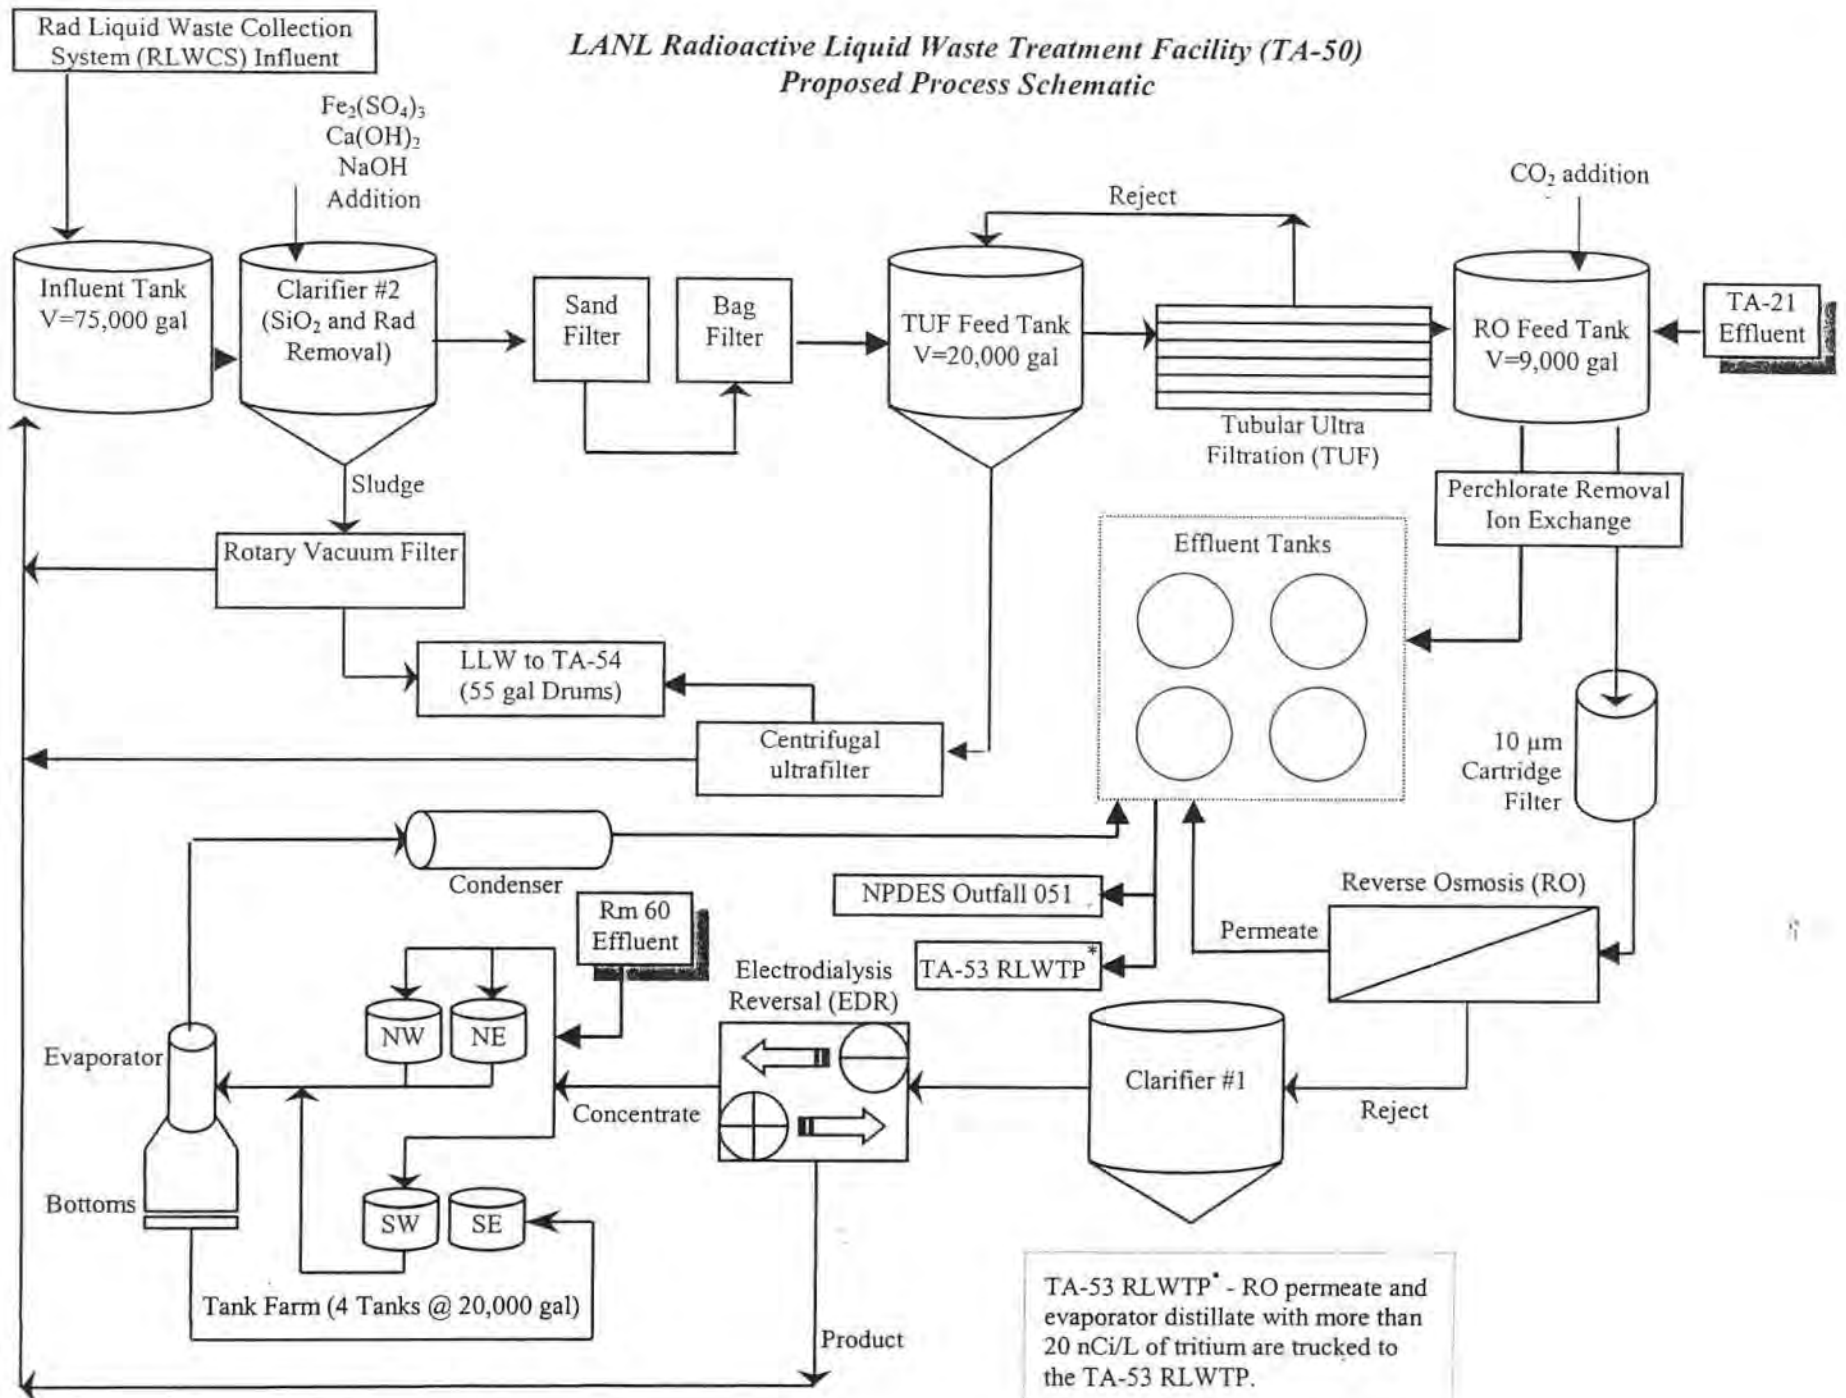 LANL Radioactive Liquid Waste Treatment Facility (TA-50)
Proposed Process Schematic
Rad Liquid Waste Collection
System (RLWCS) Influent
Fe₂(SO₄)₃
Ca(OH)₂
NaOH
Addition
Influent Tank
V=75,000 gal
Clarifier #2
(SiO₂ and Rad
Removal)
Sand
Filter
Bag
Filter
TUF Feed Tank
V=20,000 gal
Reject
Tubular Ultra
Filtration (TUF)
CO₂ addition
RO Feed Tank
V=9,000 gal
TA-21
Effluent
Sludge
Rotary Vacuum Filter
LLW to TA-54
(55 gal Drums)
Centrifugal
ultrafilter
Effluent Tanks
Perchlorate Removal
Ion Exchange
10 µm
Cartridge
Filter
Condenser
Rm 60
Effluent
NPDES Outfall 051
TA-53 RLWTP*
Reverse Osmosis (RO)
Permeate
Reject
Electrodialysis
Reversal (EDR)
Clarifier #1
Concentrate
Evaporator
Bottoms
NW
NE
SW
SE
Tank Farm (4 Tanks @ 20,000 gal)
Product
TA-53 RLWTP* - RO permeate and
evaporator distillate with more than
20 nCi/L of tritium are trucked to
the TA-53 RLWTP.